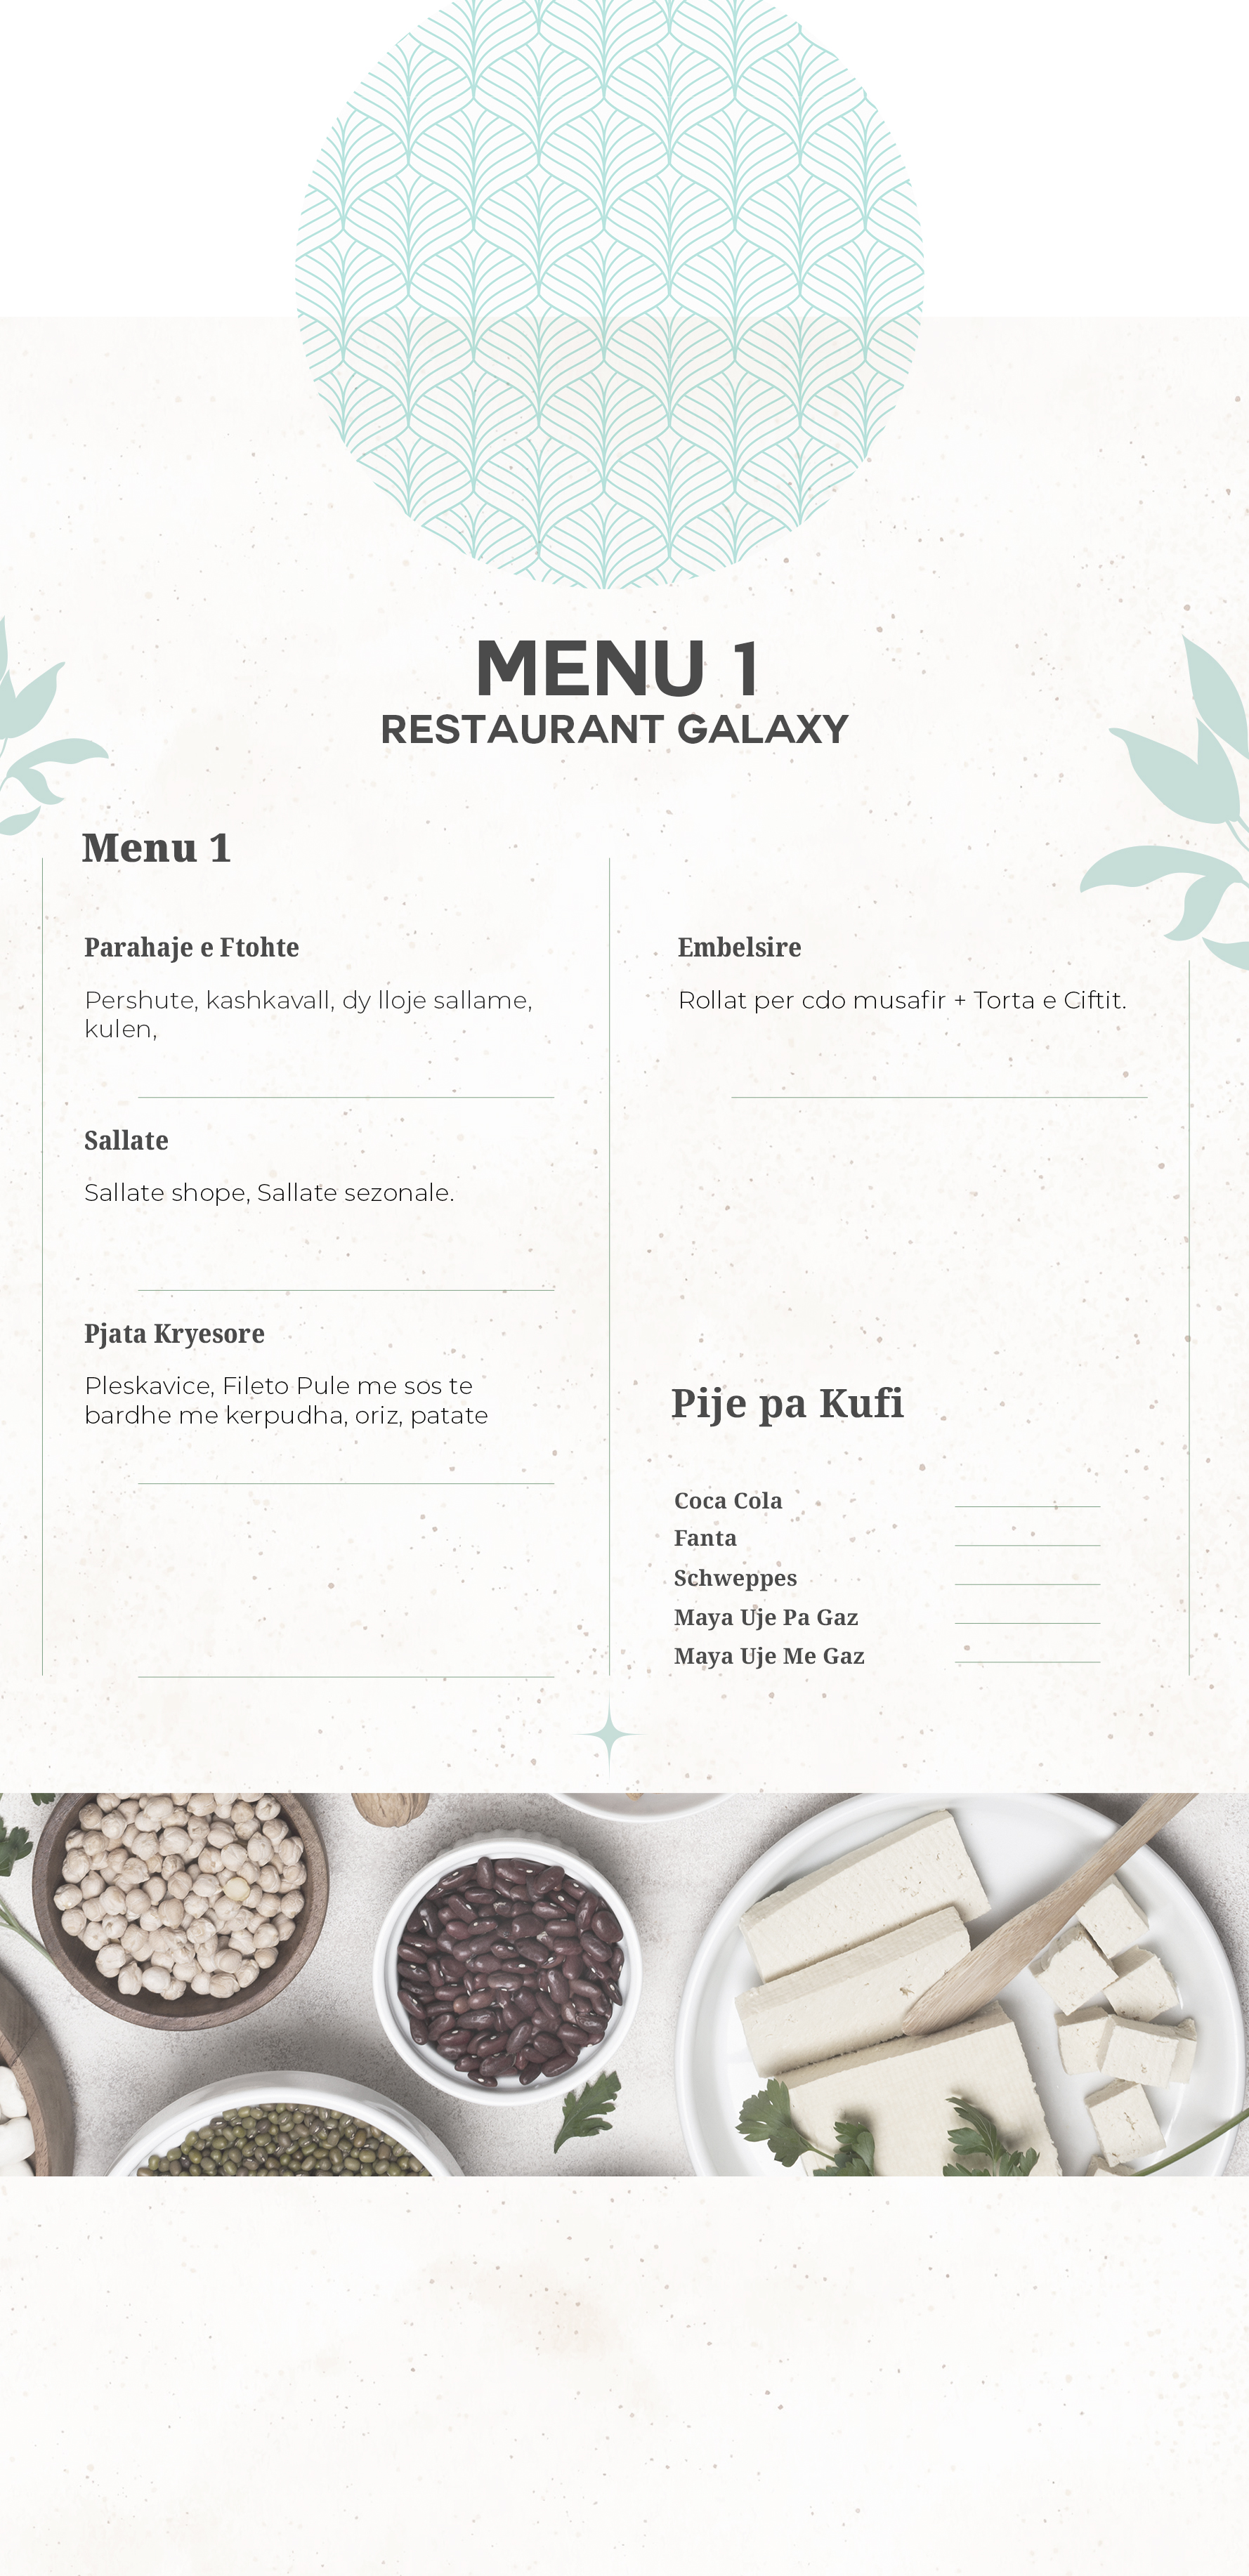 MENU 1
RESTAURANT GALAXY
Menu 1
Parahaje e Ftohte
Pershute, kashkavall, dy lloje sallame,
kulen,
Sallate
Sallate shope, Sallate sezonale.
Pjata Kryesore
Pleskavice, Fileto Pule me sos te
bardhe me kerpudha, oriz, patate
Embelsire
Rollat per cdo musafir + Torta e Ciftit.
Pije pa Kufi
Coca Cola
Fanta
Schweppes
Maya Uje Pa Gaz
Maya Uje Me Gaz